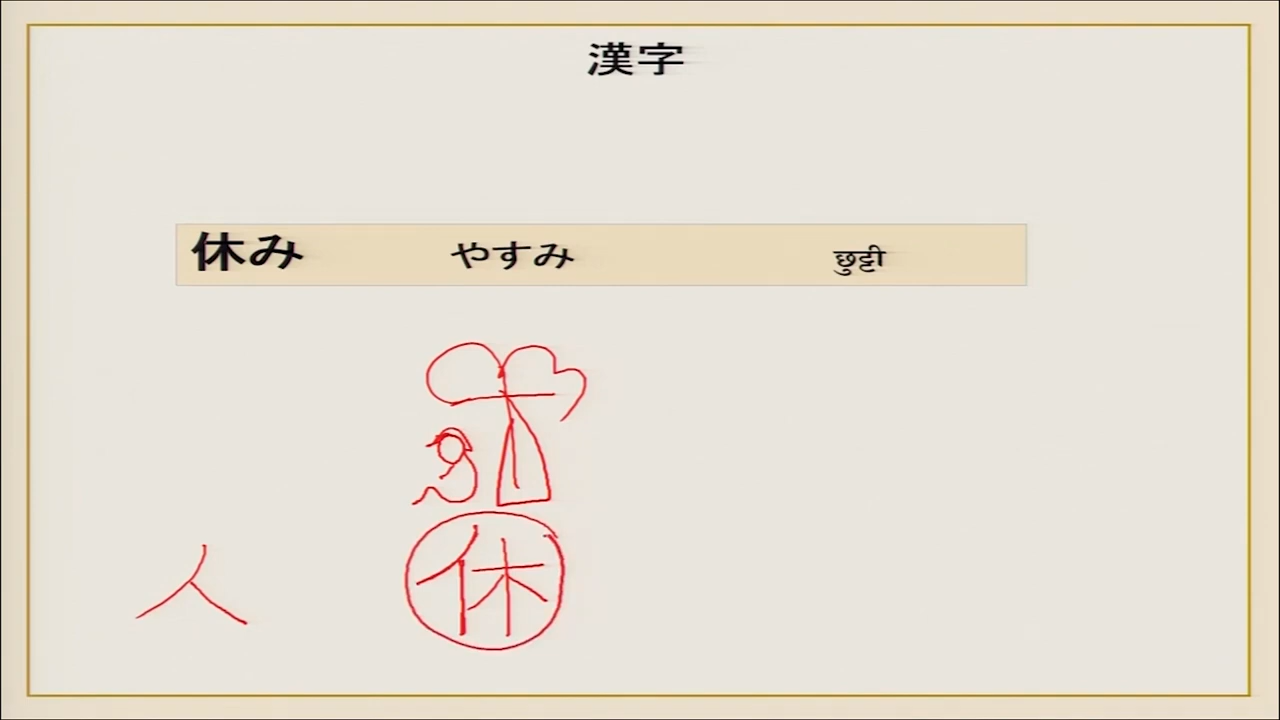 漢字
休み やすみ छुट्टी
休
人